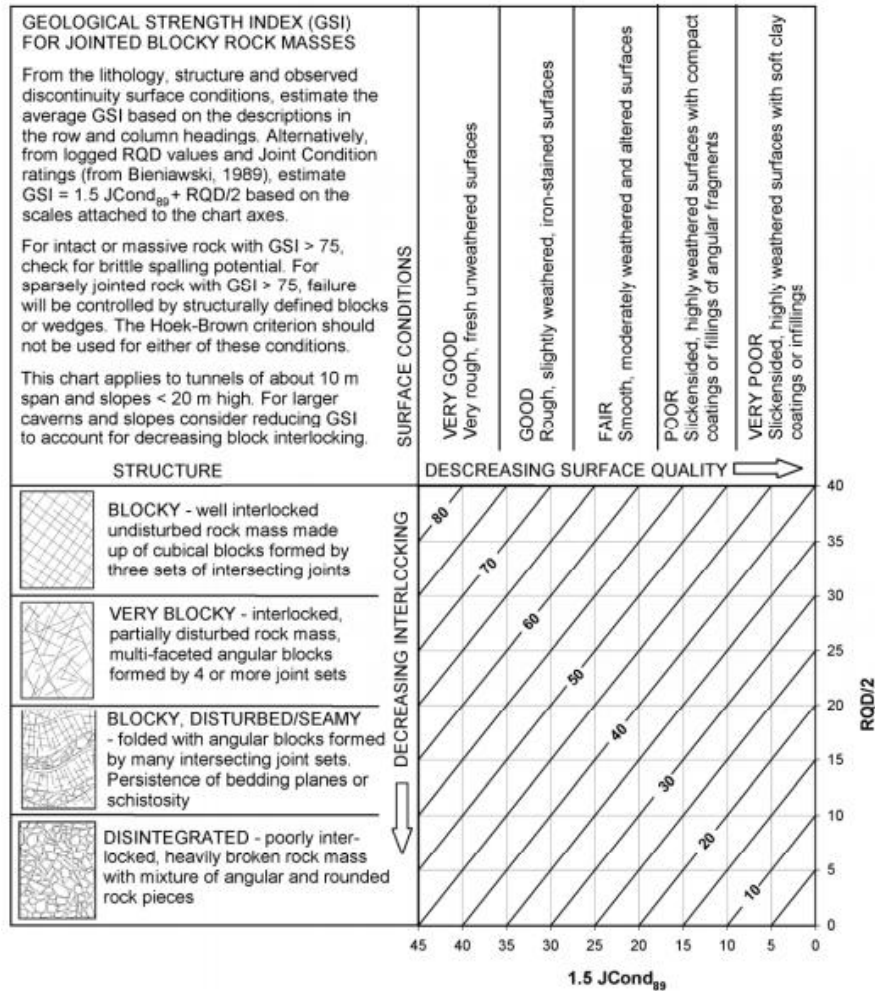 GEOLOGICAL STRENGTH INDEX (GSI)
FOR JOINTED BLOCKY ROCK MASSES
From the lithology, structure and observed
discontinuity surface conditions, estimate the
average GSI based on the descriptions in
the row and column headings. Alternatively,
from logged RQD values and Joint Condition
ratings (from Bieniawski, 1989), estimate
GSI = 1.5 JCond89 + RQD/2 based on the
scales attached to the chart axes.
For intact or massive rock with GSI > 75,
check for brittle spalling potential. For
sparsely jointed rock with GSI > 75, failure
will be controlled by structurally defined blocks
or wedges. The Hoek-Brown criterion should
not be used for either of these conditions.
This chart applies to tunnels of about 10 m
span and slopes < 20 m high. For larger
caverns and slopes consider reducing GSI
to account for decreasing block interlocking.
SURFACE CONDITIONS
VERY GOOD
Very rough, fresh unweathered surfaces
GOOD
Rough, slightly weathered, iron-stained surfaces
FAIR
Smooth, moderately weathered and altered surfaces
POOR
Slickensided, highly weathered surfaces with compact
coatings or fillings of angular fragments
VERY POOR
Slickensided, highly weathered surfaces with soft clay
coatings or infillings
STRUCTURE
DESCREASING SURFACE QUALITY
BLOCKY - well interlocked
undisturbed rock mass made
up of cubical blocks formed by
three sets of intersecting joints
VERY BLOCKY - interlocked,
partially disturbed rock mass,
multi-faceted angular blocks
formed by 4 or more joint sets
BLOCKY, DISTURBED/SEAMY
- folded with angular blocks formed
by many intersecting joint sets.
Persistence of bedding planes or
schistosity
DISINTEGRATED - poorly inter-
locked, heavily broken rock mass
with mixture of angular and rounded
rock pieces
DECREASING INTERLOCKING
80
70
60
50
40
30
20
10
40
35
30
25
20
15
10
5
0
RQD/2
45 40 35 30 25 20 15 10 5 0
1.5 JCond89